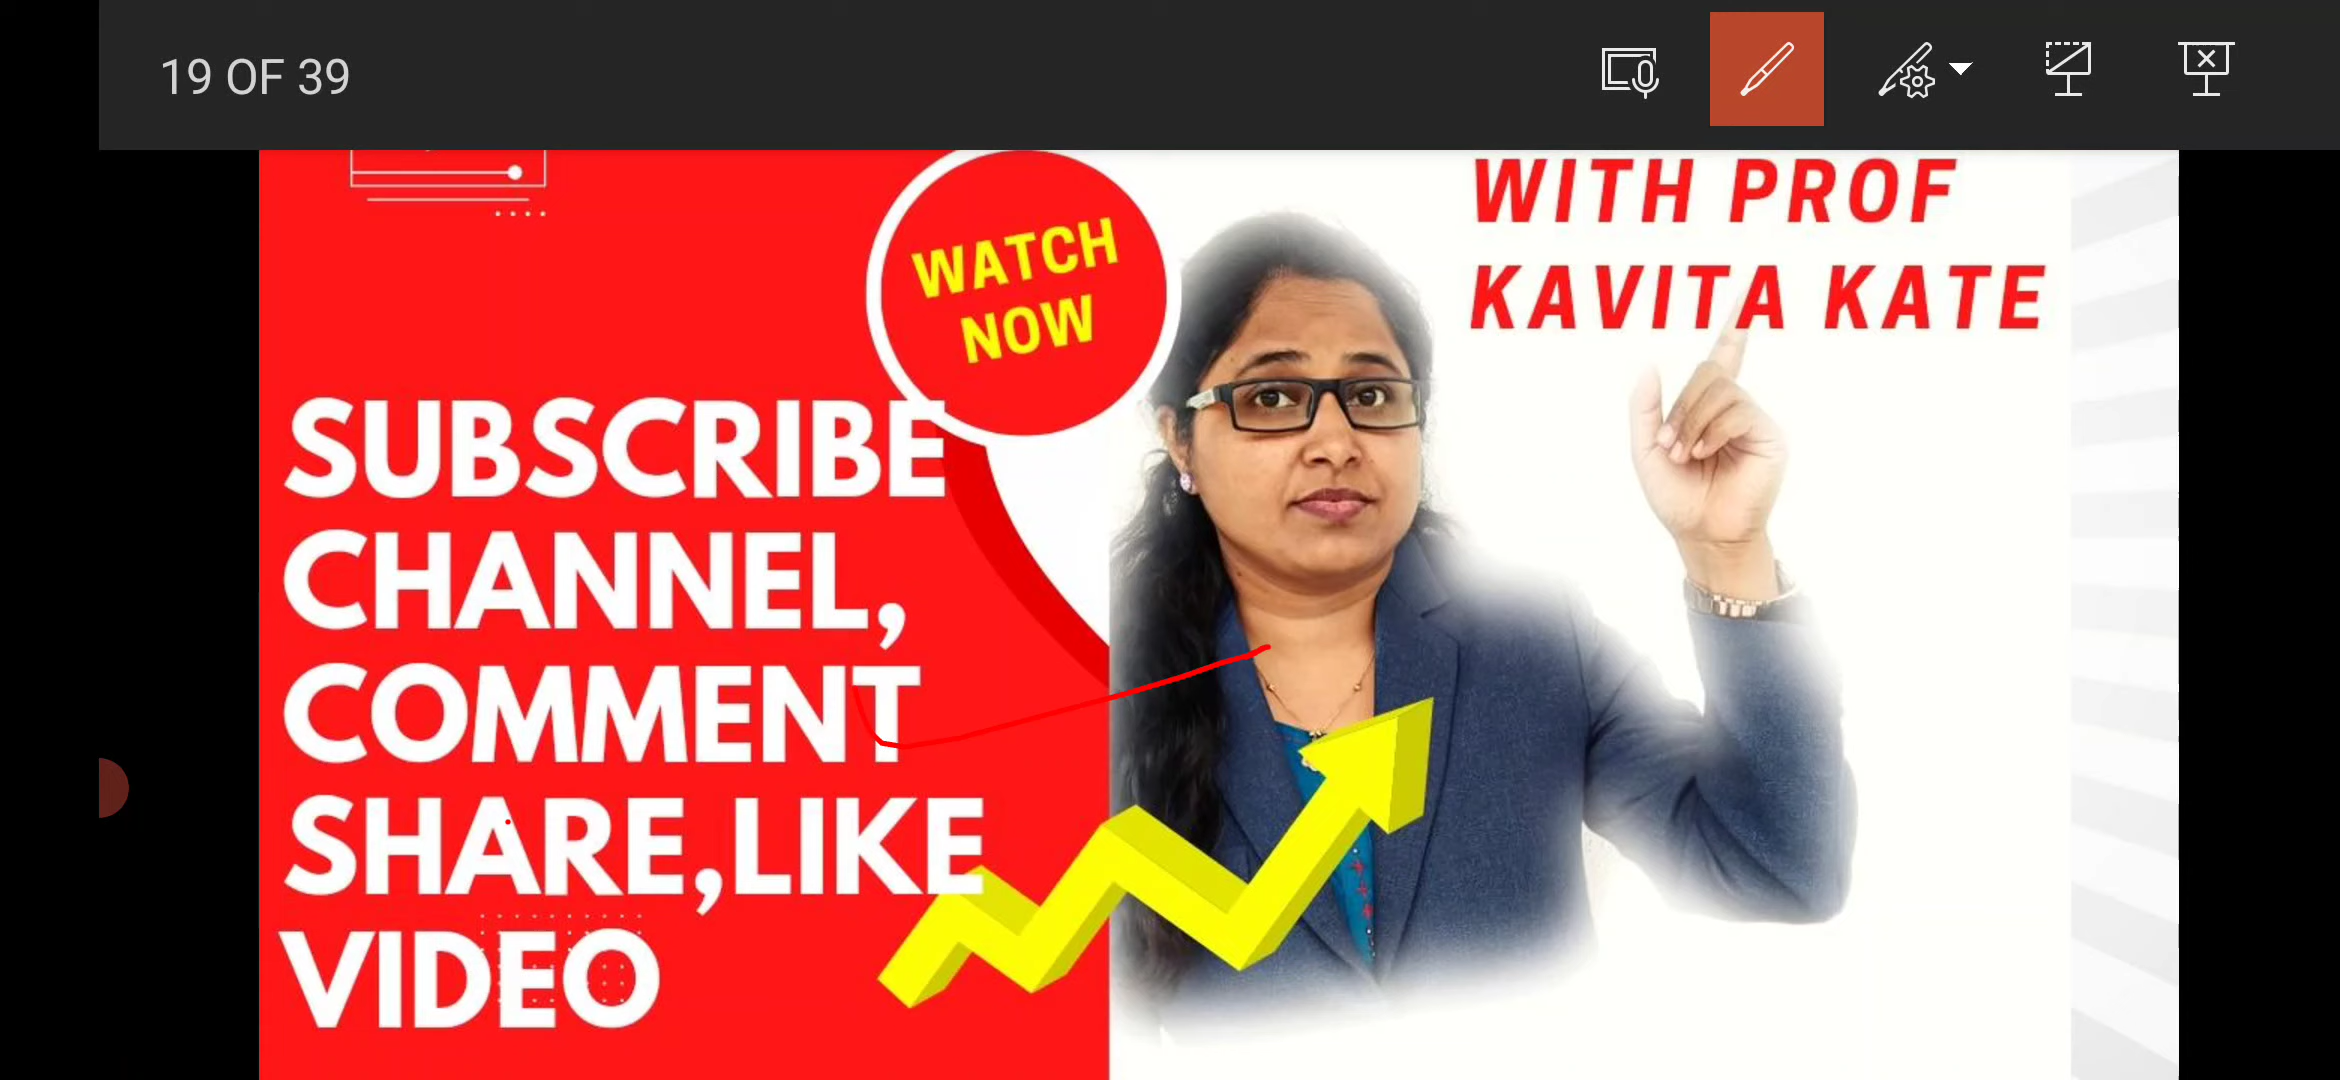 19 OF 39
WITH PROF
KAVITA KATE
WATCH
NOW
SUBSCRIBE
CHANNEL,
COMMENT
SHARE,LIKE
VIDEO